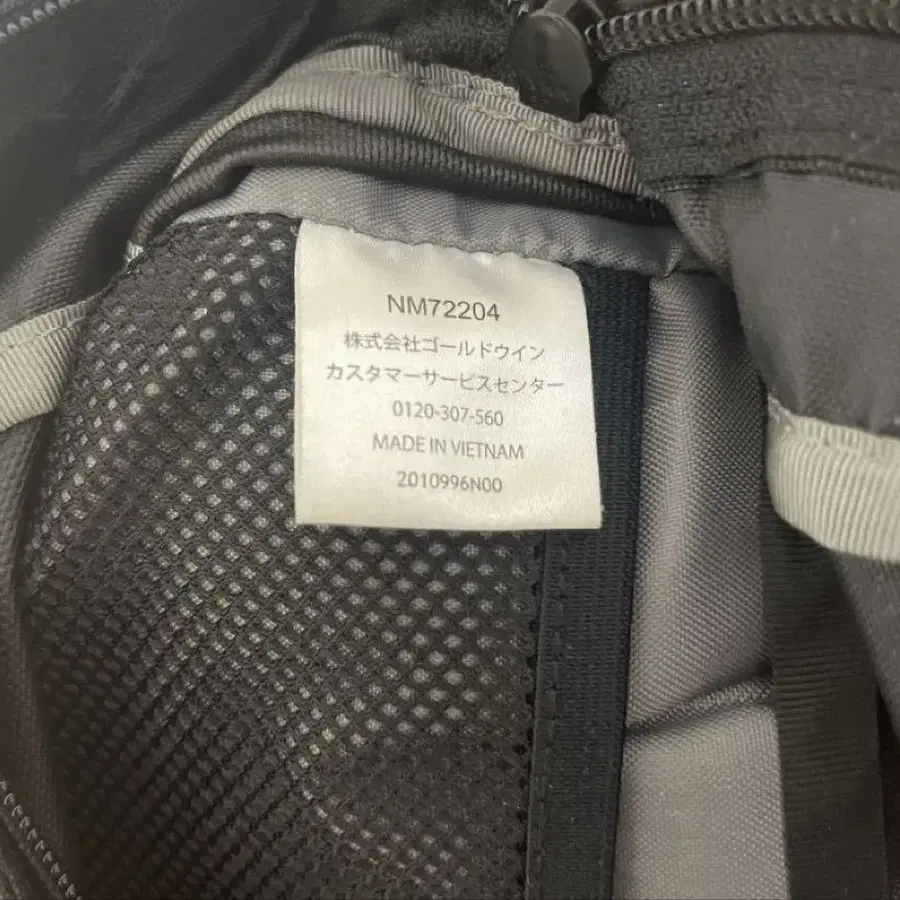 NM72204
株式会社ゴールドウイン
カスタマーサービスセンター
0120-307-560
MADE IN VIETNAM
2010996N00